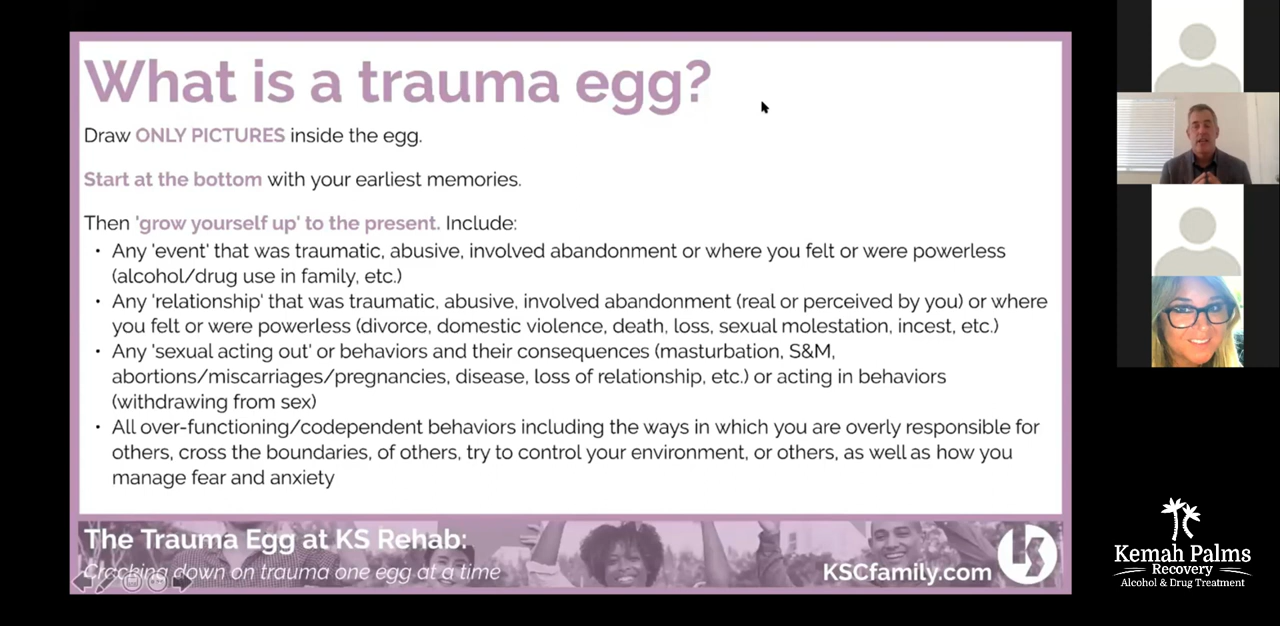 What is a trauma egg?
Draw ONLY PICTURES inside the egg.
Start at the bottom with your earliest memories.
Then 'grow yourself up' to the present. Include:
• Any 'event' that was traumatic, abusive, involved abandonment or where you felt or were powerless
(alcohol/drug use in family, etc.)
• Any 'relationship' that was traumatic, abusive, involved abandonment (real or perceived by you) or where
you felt or were powerless (divorce, domestic violence, death, loss, sexual molestation, incest, etc.)
• Any 'sexual acting out' or behaviors and their consequences (masturbation, S&M,
abortions/miscarriages/pregnancies, disease, loss of relationship, etc.) or acting in behaviors
(withdrawing from sex)
• All over-functioning/codependent behaviors including the ways in which you are overly responsible for
others, cross the boundaries, of others, try to control your environment, or others, as well as how you
manage fear and anxiety
The Trauma Egg at KS Rehab:
Cracking down on trauma one egg at a time
KSCfamily.com
KS
Kemah Palms
Recovery
Alcohol & Drug Treatment